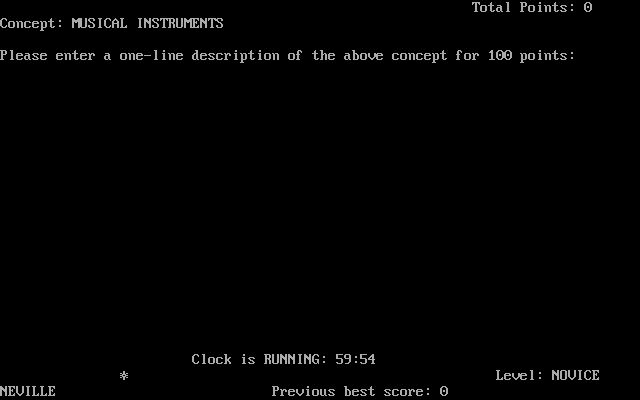 Total Points: 0
Concept: MUSICAL INSTRUMENTS
Please enter a one-line description of the above concept for 100 points:
Clock is RUNNING: 59:54
* Level: NOVICE
NEVILLE Previous best score: 0